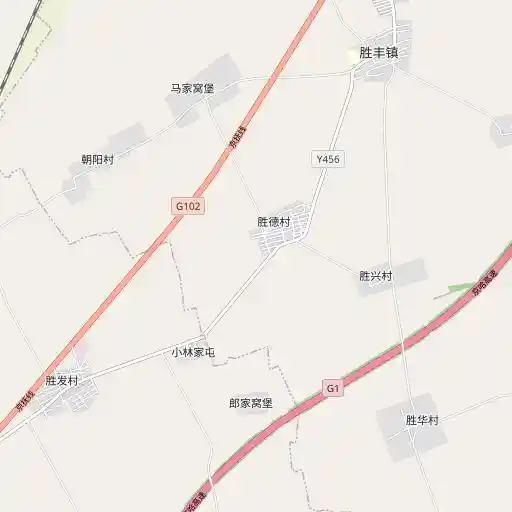 胜丰镇
马家窝堡
京抚线
朝阳村
Y456
G102
胜德村
胜兴村
京哈高速
小林家屯
胜发村
G1
京抚线
郎家窝堡
胜华村
京哈高速